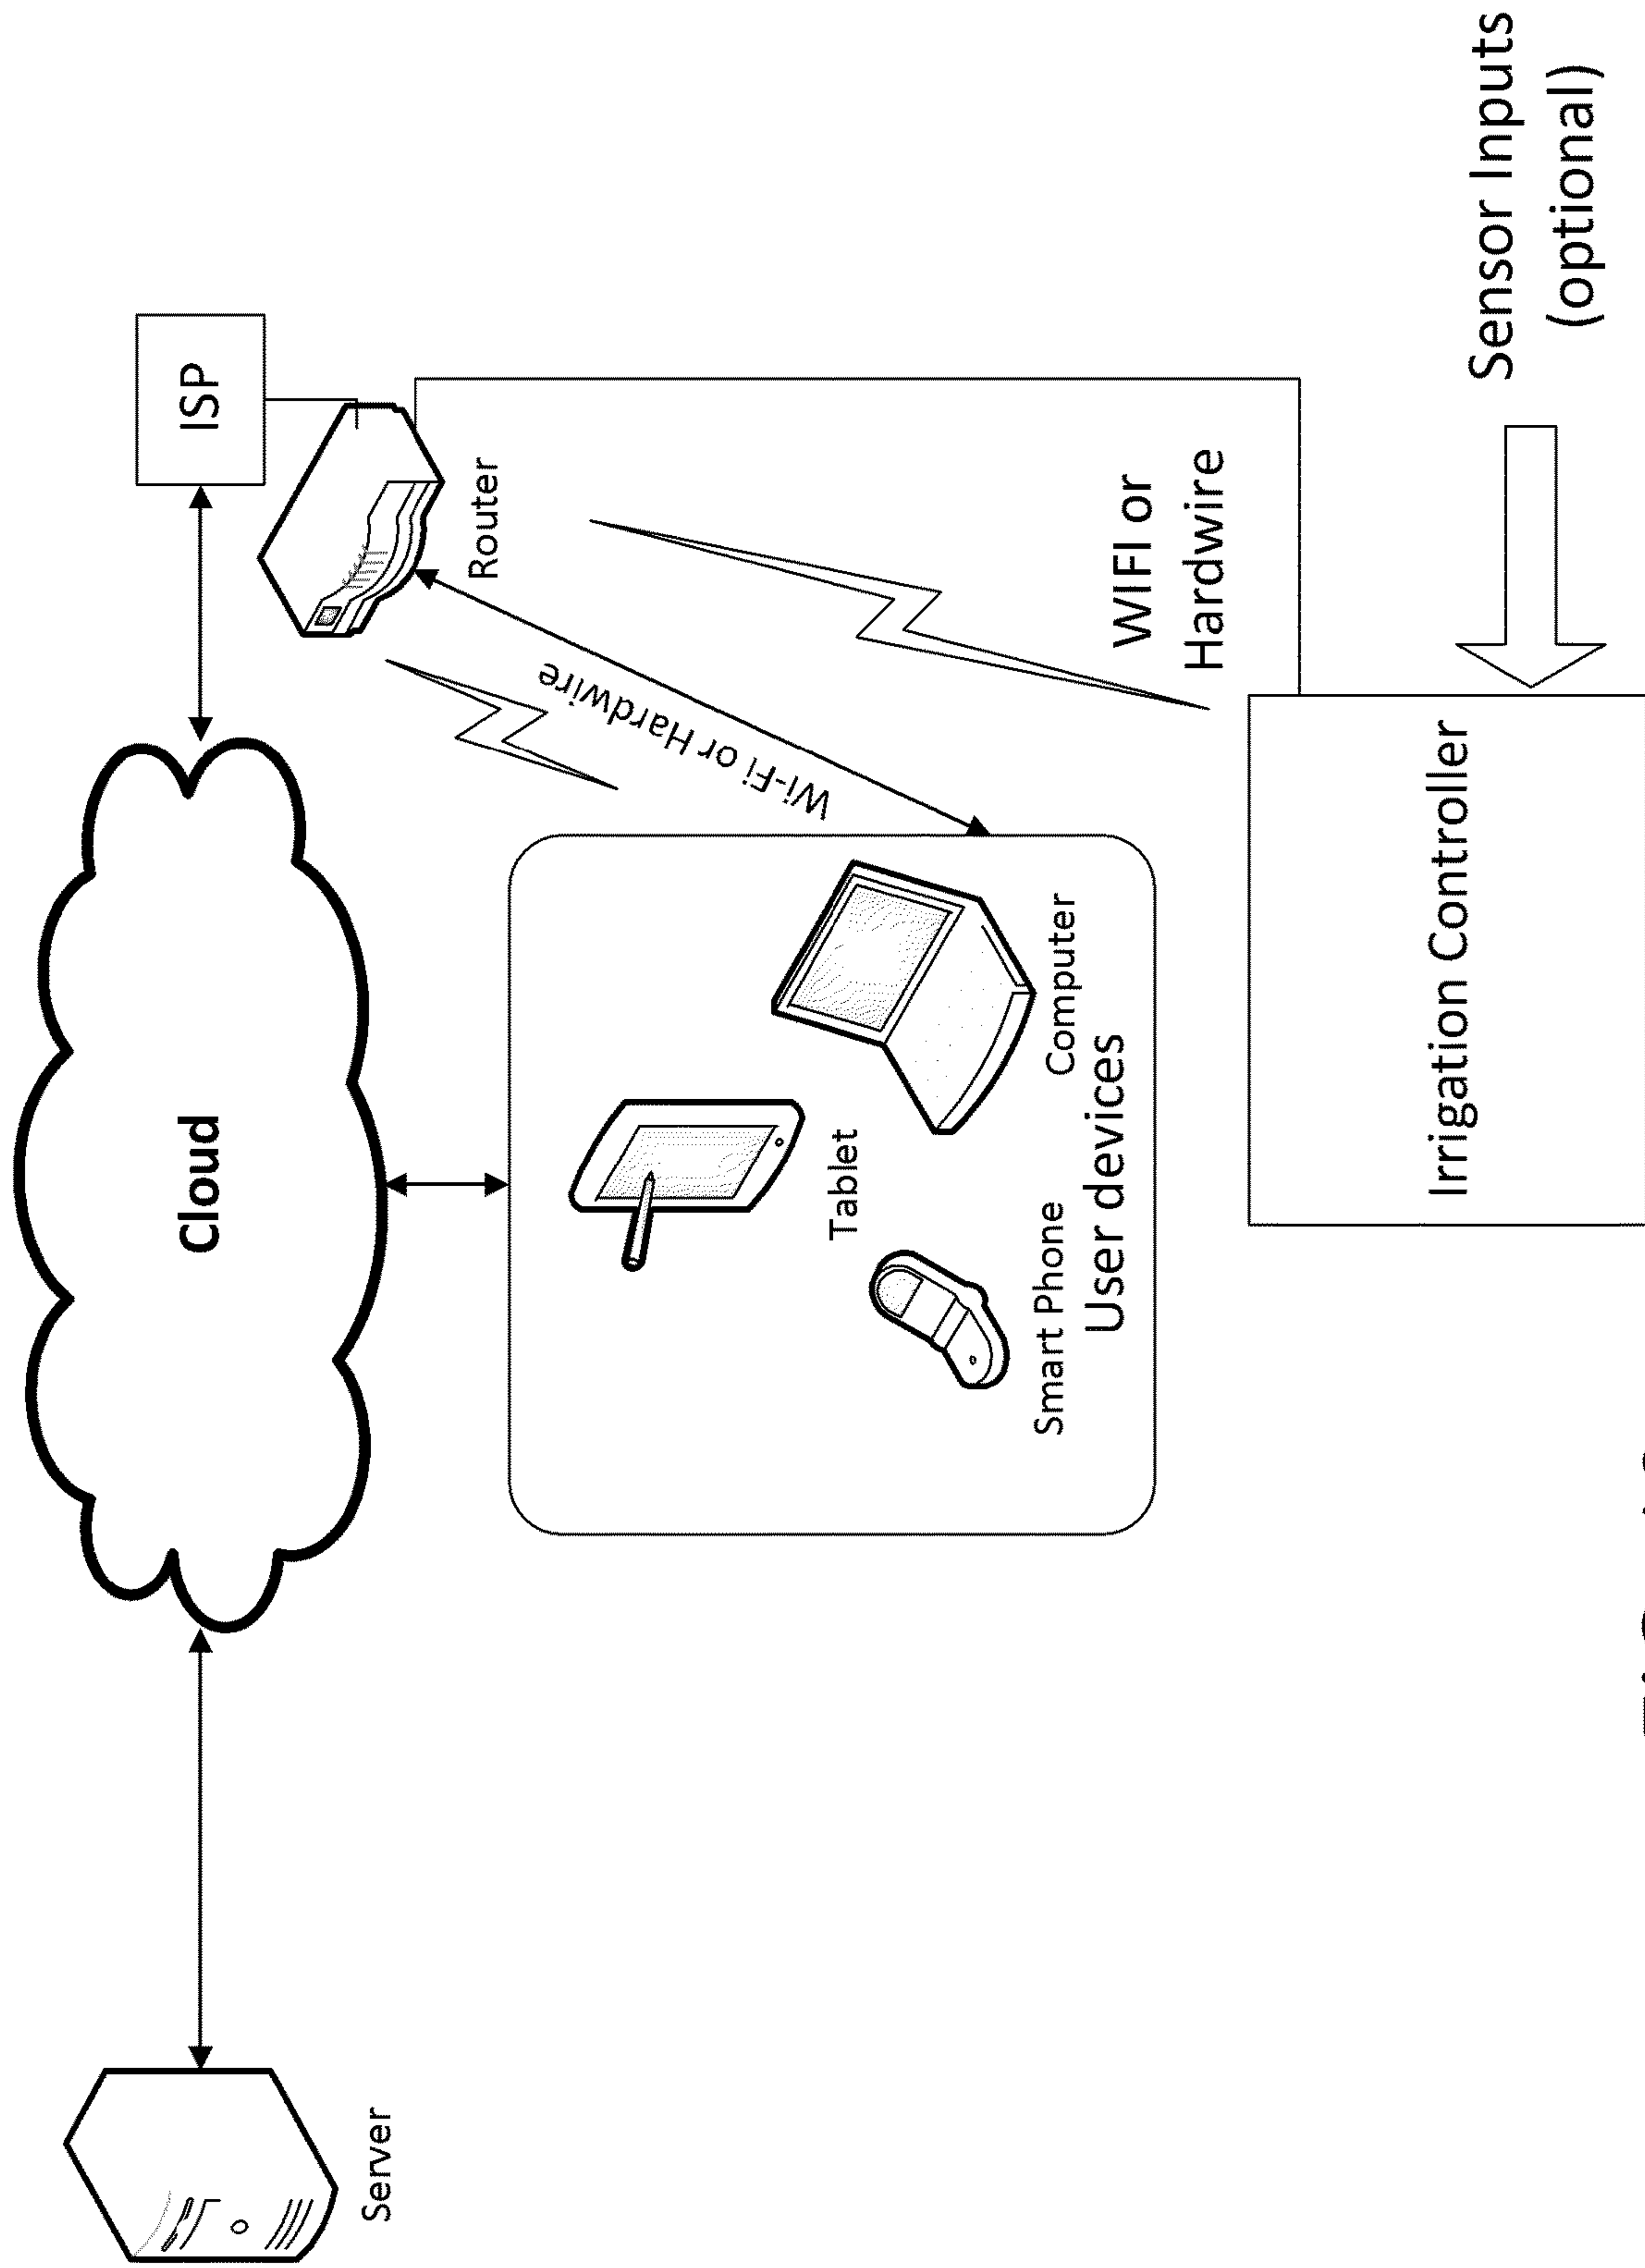 Cloud
ISP
Server
Router
Wi-Fi or Hardwire
Tablet
Smart Phone
Computer
User devices
WIFI or
Hardwire
Irrigation Controller
Sensor Inputs
(optional)